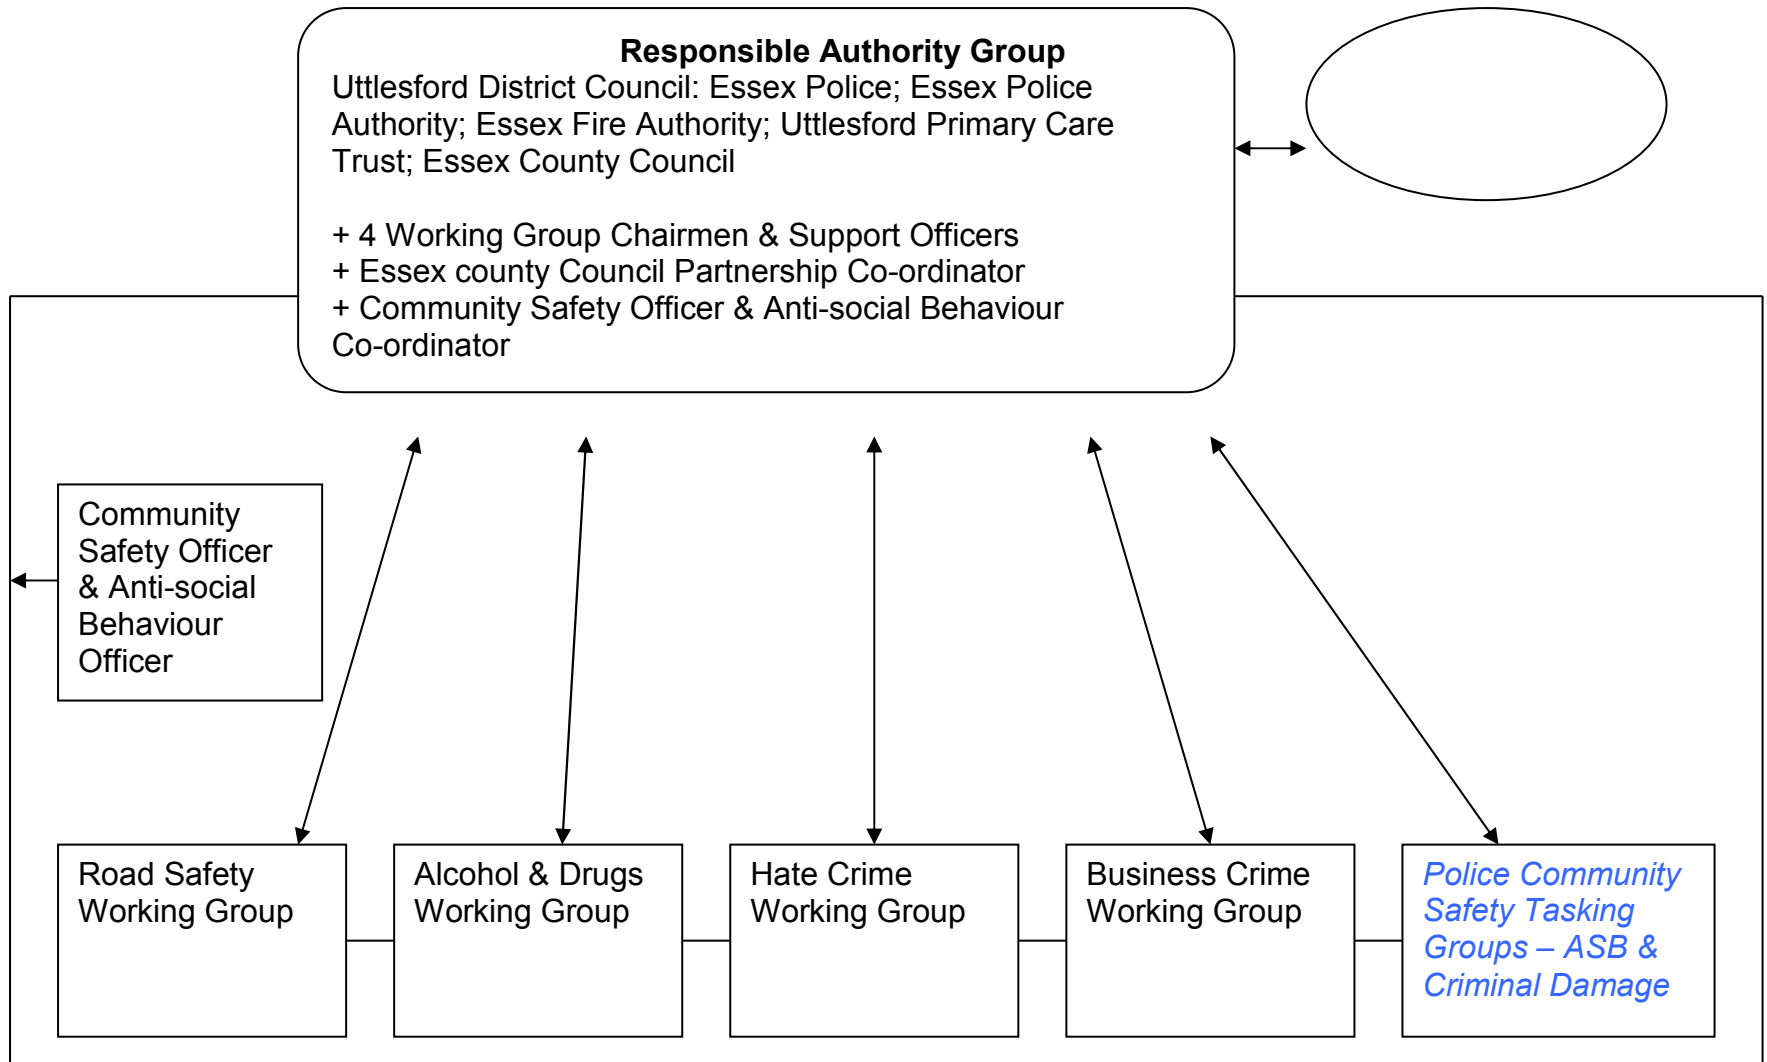 Responsible Authority Group
Uttlesford District Council: Essex Police; Essex Police
Authority; Essex Fire Authority; Uttlesford Primary Care
Trust; Essex County Council
+ 4 Working Group Chairmen & Support Officers
+ Essex county Council Partnership Co-ordinator
+ Community Safety Officer & Anti-social Behaviour
Co-ordinator
Community
Safety Officer
& Anti-social
Behaviour
Officer
Road Safety
Working Group
Alcohol & Drugs
Working Group
Hate Crime
Working Group
Business Crime
Working Group
Police Community
Safety Tasking
Groups – ASB &
Criminal Damage